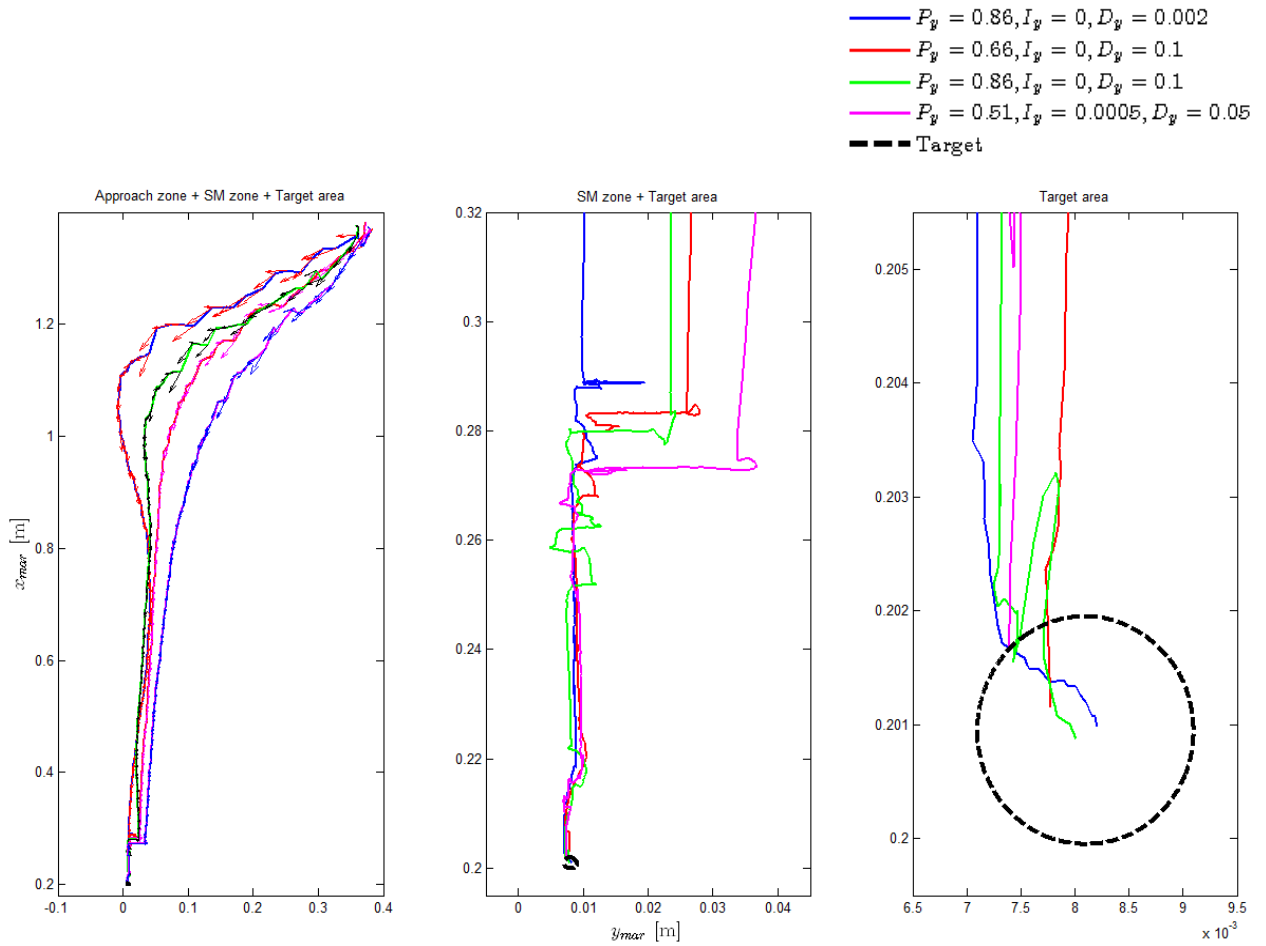 P_y = 0.86, I_y = 0, D_y = 0.002
P_y = 0.66, I_y = 0, D_y = 0.1
P_y = 0.86, I_y = 0, D_y = 0.1
P_y = 0.51, I_y = 0.0005, D_y = 0.05
Target
Approach zone + SM zone + Target area
x_mar [m]
1.2
1
0.8
0.6
0.4
0.2
-0.1 0 0.1 0.2 0.3 0.4
SM zone + Target area
0.32
0.3
0.28
0.26
0.24
0.22
0.2
0 0.01 0.02 0.03 0.04
y_mar [m]
Target area
0.205
0.204
0.203
0.202
0.201
0.2
6.5 7 7.5 8 8.5 9 9.5
x 10^-3